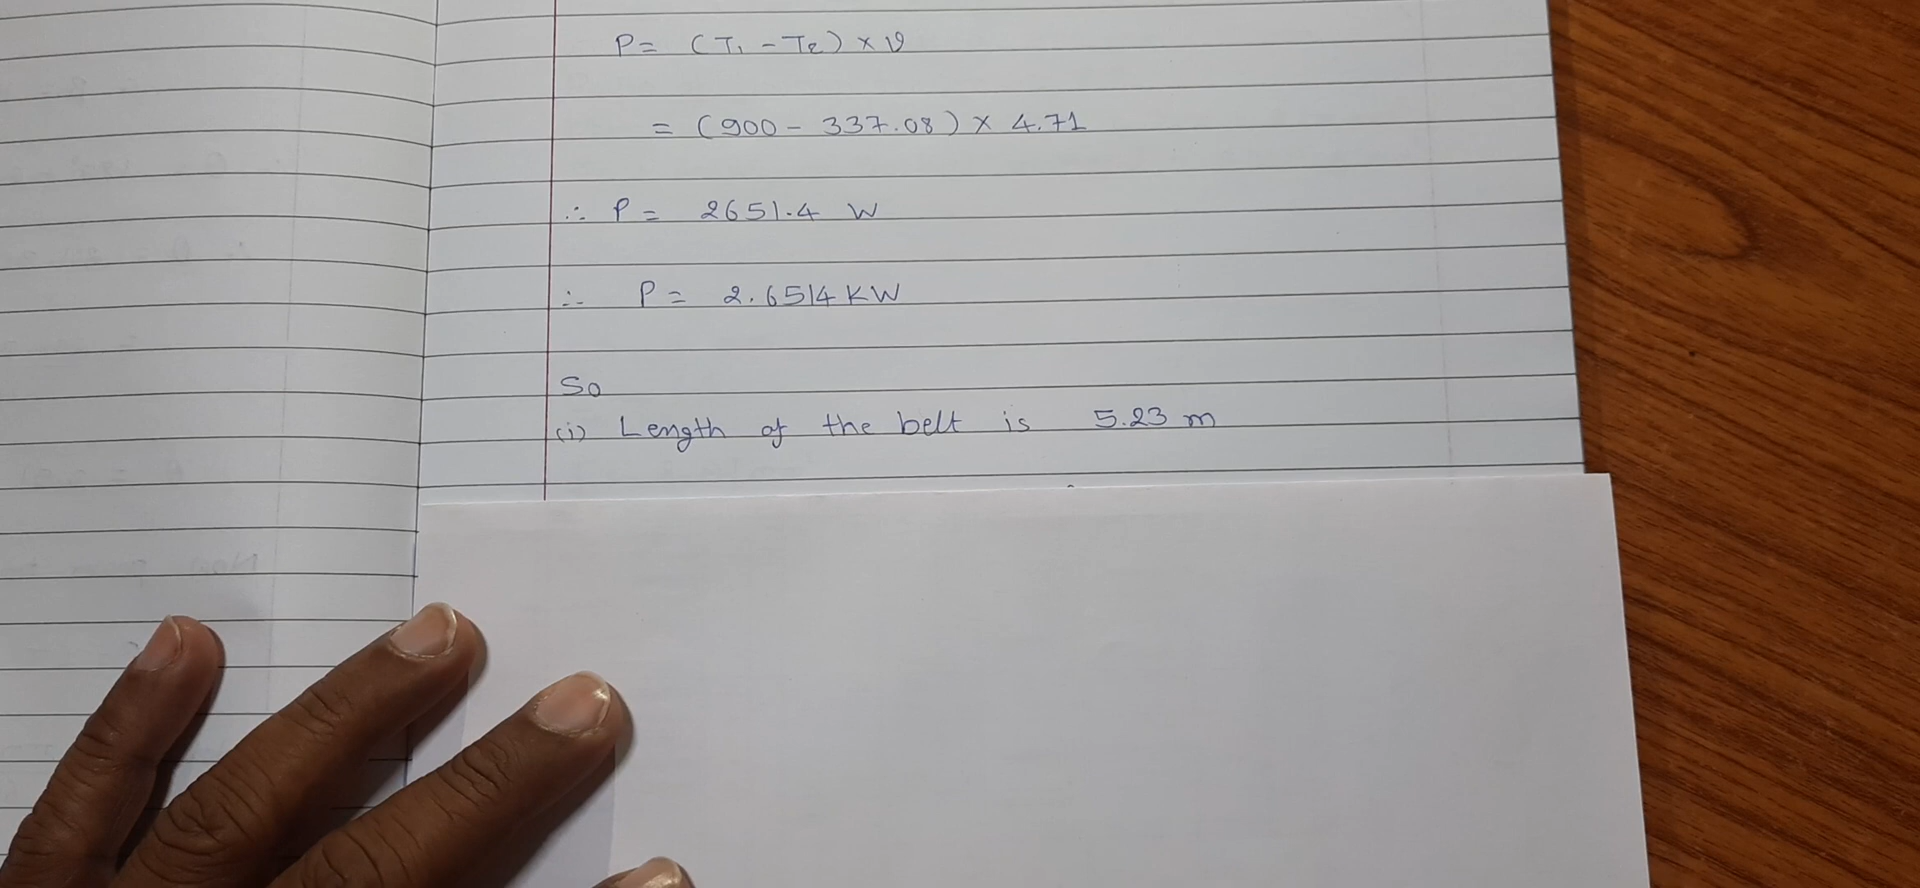 P = (T1 - T2) × v
= (900 - 337.08) × 4.71
∴ P = 2651.4 W
∴ P = 2.6514 KW
So
(i) Length of the belt is 5.23 m